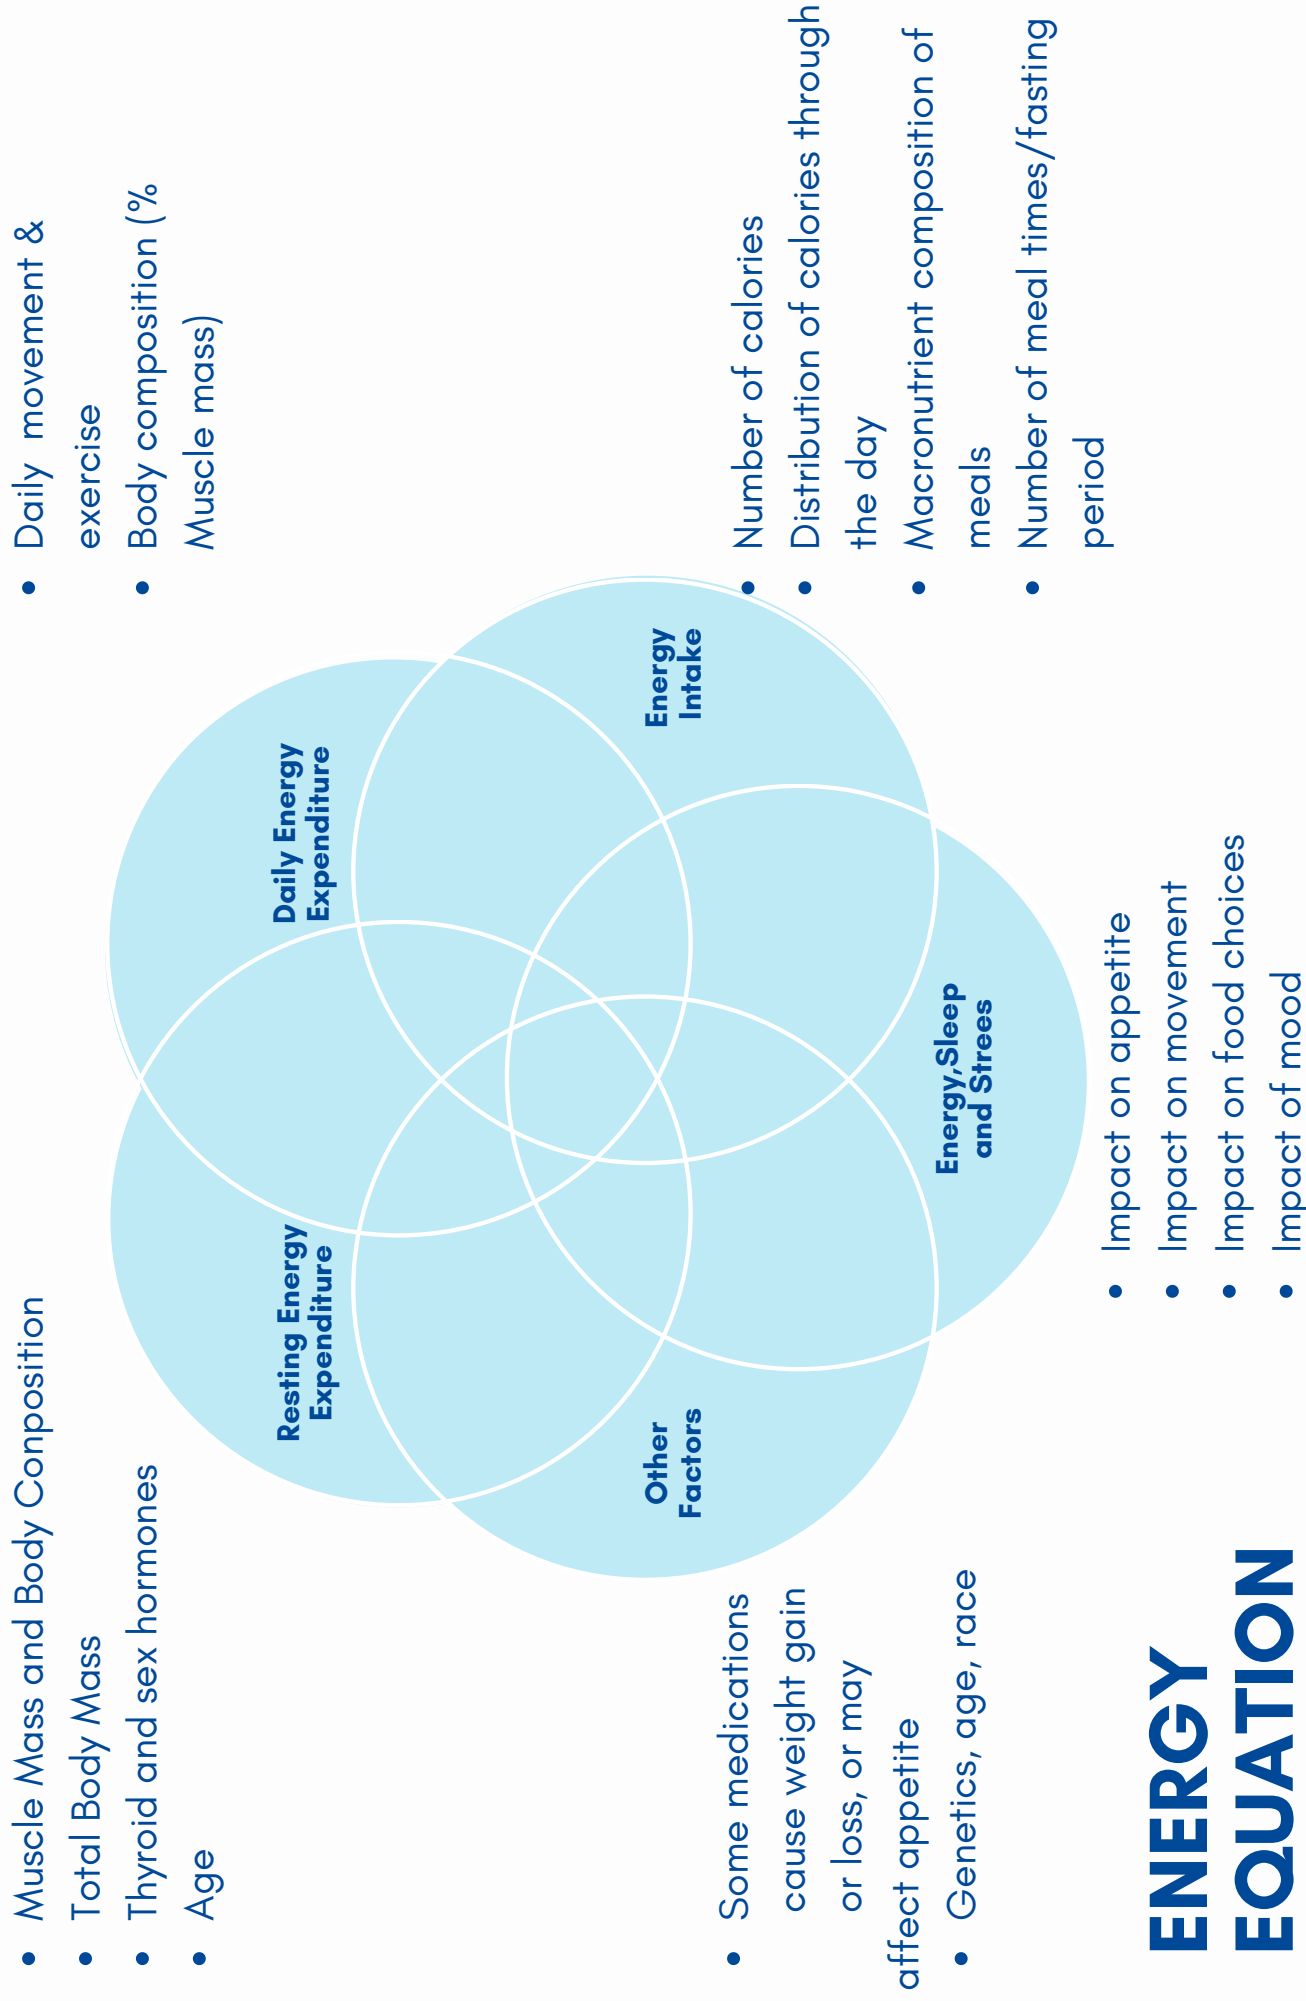 • Muscle Mass and Body Conposition
• Total Body Mass
• Thyroid and sex hormones
• Age
• Daily movement &
exercise
• Body composition (%
Muscle mass)
Resting Energy
Expenditure
Daily Energy
Expenditure
Other
Factors
Energy
Intake
Energy,Sleep
and Strees
• Some medications
cause weight gain
or loss, or may
affect appetite
• Genetics, age, race
• Number of calories
• Distribution of calories through
the day
• Macronutrient composition of
meals
• Number of meal times/fasting
period
• Impact on appetite
• Impact on movement
• Impact on food choices
• Impact of mood
ENERGY
EQUATION